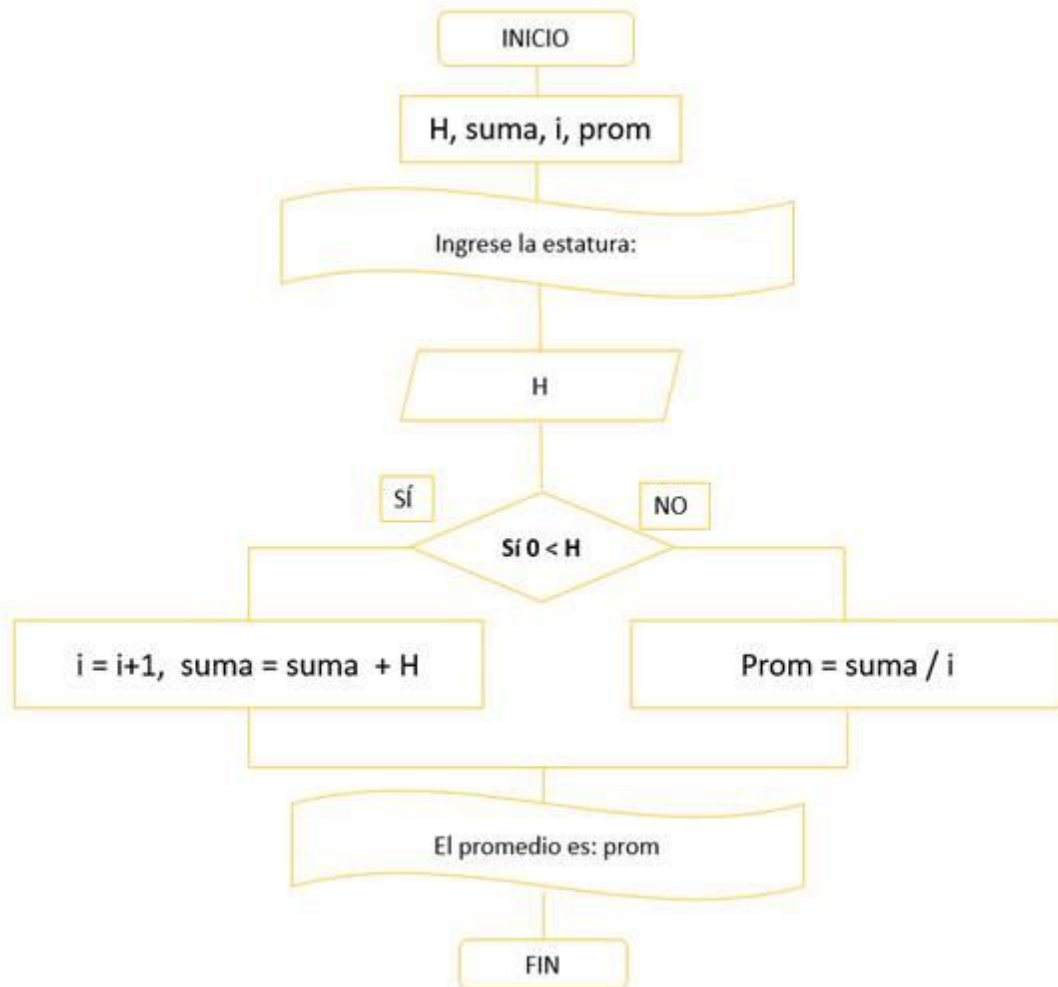 INICIO
H, suma, i, prom
Ingrese la estatura:
H
SÍ
NO
Sí 0 < H
i = i+1, suma = suma + H
Prom = suma / i
El promedio es: prom
FIN